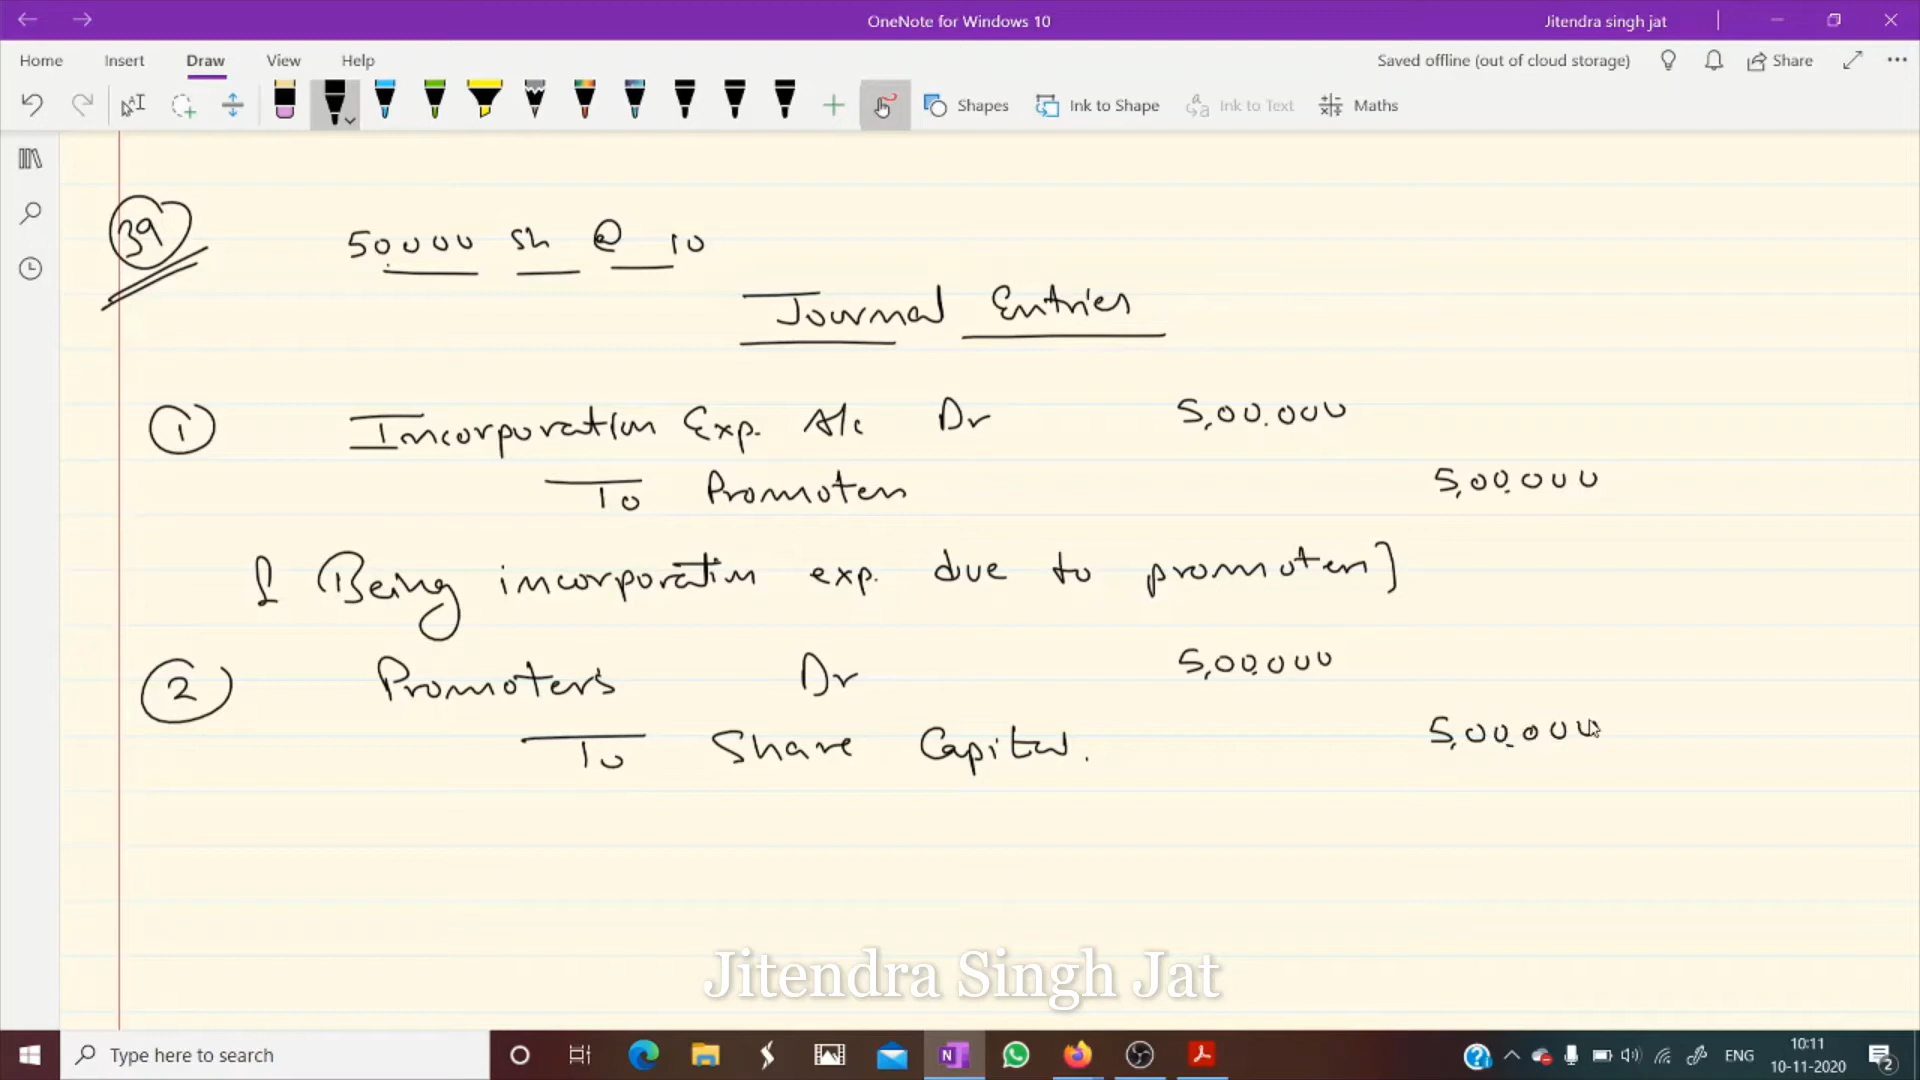 OneNote for Windows 10
Jitendra singh jat
Home Insert Draw View Help
Saved offline (out of cloud storage)
Share
Shapes Ink to Shape Ink to Text Maths
39 50,000 sh @ 10
Journal Entries
1 Incorporation Exp. A/c Dr 5,00,000
To Promoters 5,00,000
[ Being incorporation exp. due to promoters ]
2 Promoters Dr 5,00,000
To Share Capital. 5,00,000
Jitendra Singh Jat
Type here to search
ENG
10:11
10-11-2020
2